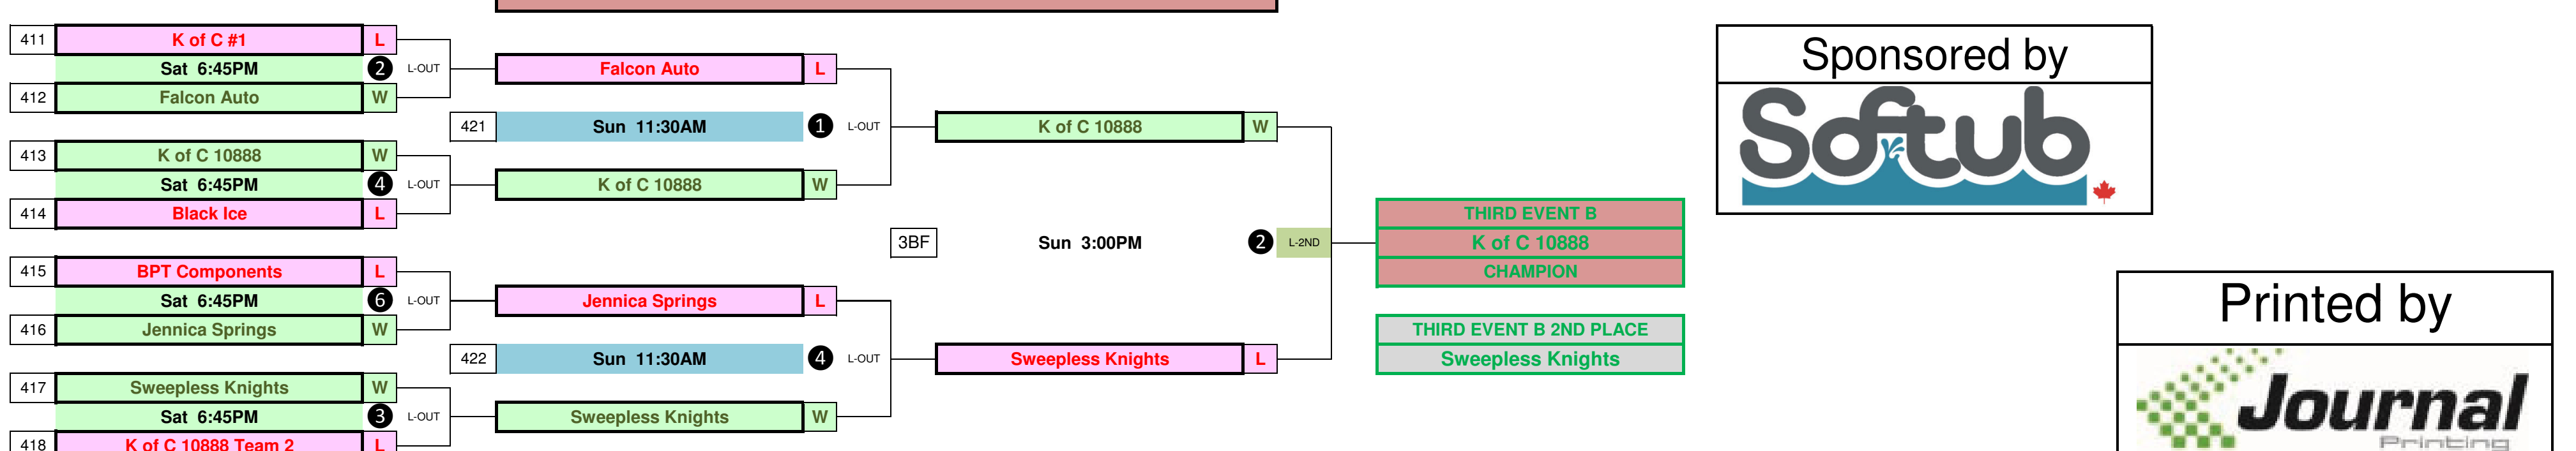 411 K of C #1 L
Sat 6:45PM 2 L-OUT
412 Falcon Auto W
Falcon Auto L
421 Sun 11:30AM 1 L-OUT
413 K of C 10888 W
Sat 6:45PM 4 L-OUT
414 Black Ice L
K of C 10888 W
K of C 10888 W
3BF Sun 3:00PM 2 L-2ND
415 BPT Components L
Sat 6:45PM 6 L-OUT
416 Jennica Springs W
Jennica Springs L
422 Sun 11:30AM 4 L-OUT
417 Sweepless Knights W
Sat 6:45PM 3 L-OUT
418 K of C 10888 Team 2 L
Sweepless Knights W
Sweepless Knights L
THIRD EVENT B
K of C 10888
CHAMPION
THIRD EVENT B 2ND PLACE
Sweepless Knights
Sponsored by
Softub
Printed by
Journal
Printing